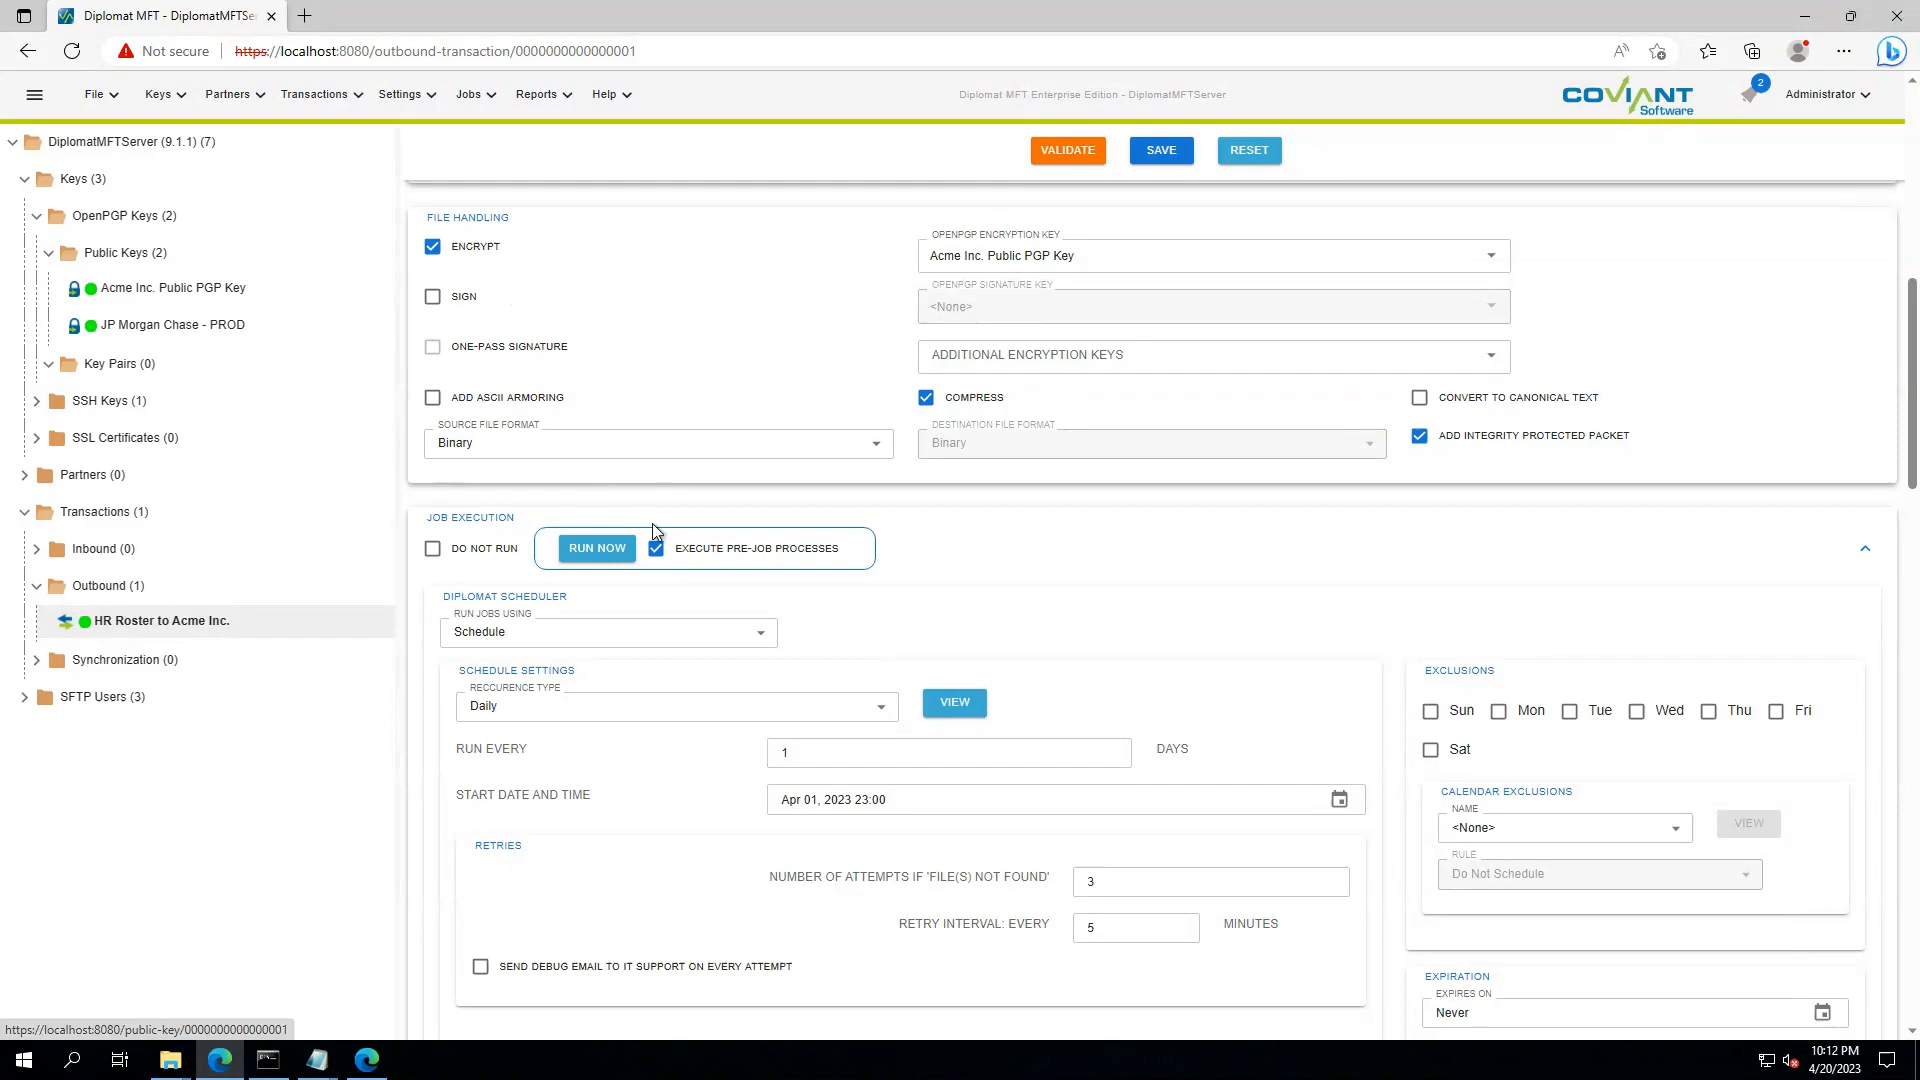 Diplomat MFT - DiplomatMFTSe
Not secure
https://localhost:8080/outbound-transaction/0000000000000001
File
Keys
Partners
Transactions
Settings
Jobs
Reports
Help
Diplomat MFT Enterprise Edition - DiplomatMFTServer
COVIANT
Software
2
Administrator
DiplomatMFTServer (9.1.1) (7)
Keys (3)
OpenPGP Keys (2)
Public Keys (2)
Acme Inc. Public PGP Key
JP Morgan Chase - PROD
Key Pairs (0)
SSH Keys (1)
SSL Certificates (0)
Partners (0)
Transactions (1)
Inbound (0)
Outbound (1)
HR Roster to Acme Inc.
Synchronization (0)
SFTP Users (3)
VALIDATE
SAVE
RESET
FILE HANDLING
ENCRYPT
OPENPGP ENCRYPTION KEY
Acme Inc. Public PGP Key
SIGN
OPENPGP SIGNATURE KEY
<None>
ONE-PASS SIGNATURE
ADDITIONAL ENCRYPTION KEYS
ADD ASCII ARMORING
COMPRESS
CONVERT TO CANONICAL TEXT
SOURCE FILE FORMAT
Binary
DESTINATION FILE FORMAT
Binary
ADD INTEGRITY PROTECTED PACKET
JOB EXECUTION
DO NOT RUN
RUN NOW
EXECUTE PRE-JOB PROCESSES
DIPLOMAT SCHEDULER
RUN JOBS USING
Schedule
SCHEDULE SETTINGS
RECCURENCE TYPE
Daily
VIEW
RUN EVERY
1
DAYS
START DATE AND TIME
Apr 01, 2023 23:00
RETRIES
NUMBER OF ATTEMPTS IF 'FILE(S) NOT FOUND'
3
RETRY INTERVAL: EVERY
5
MINUTES
SEND DEBUG EMAIL TO IT SUPPORT ON EVERY ATTEMPT
EXCLUSIONS
Sun
Mon
Tue
Wed
Thu
Fri
Sat
CALENDAR EXCLUSIONS
NAME
<None>
VIEW
RULE
Do Not Schedule
EXPIRATION
EXPIRES ON
Never
https://localhost:8080/public-key/0000000000000001
10:12 PM
4/20/2023